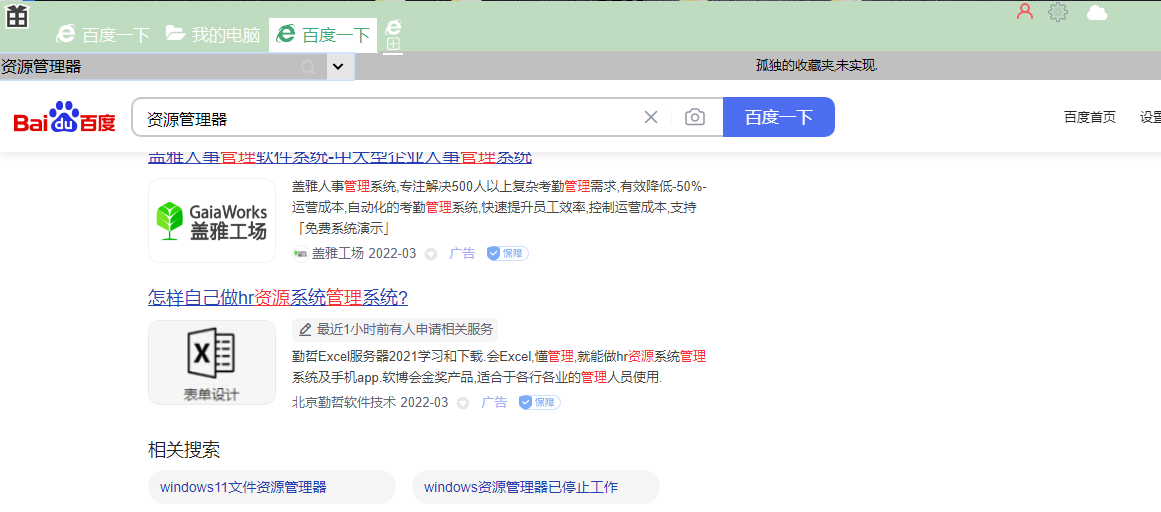 百度一下 我的电脑 百度一下
资源管理器
孤独的收藏夹,未实现.
Bai du 百度 资源管理器 百度一下 百度首页 设置
盖雅人事管理软件系统-中大型企业人事管理系统
GaiaWorks
盖雅工场
盖雅人事管理系统,专注解决500人以上复杂考勤管理需求,有效降低-50%-
运营成本,自动化的考勤管理系统,快速提升员工效率,控制运营成本,支持
「免费系统演示」
盖雅工场 2022-03 广告 保障
怎样自己做hr资源系统管理系统?
表单设计
最近1小时前有人申请相关服务
勤哲Excel服务器2021学习和下载.会Excel,懂管理,就能做hr资源系统管理
系统及手机app.软博会金奖产品,适合于各行各业的管理人员使用.
北京勤哲软件技术 2022-03 广告 保障
相关搜索
windows11文件资源管理器 windows资源管理器已停止工作